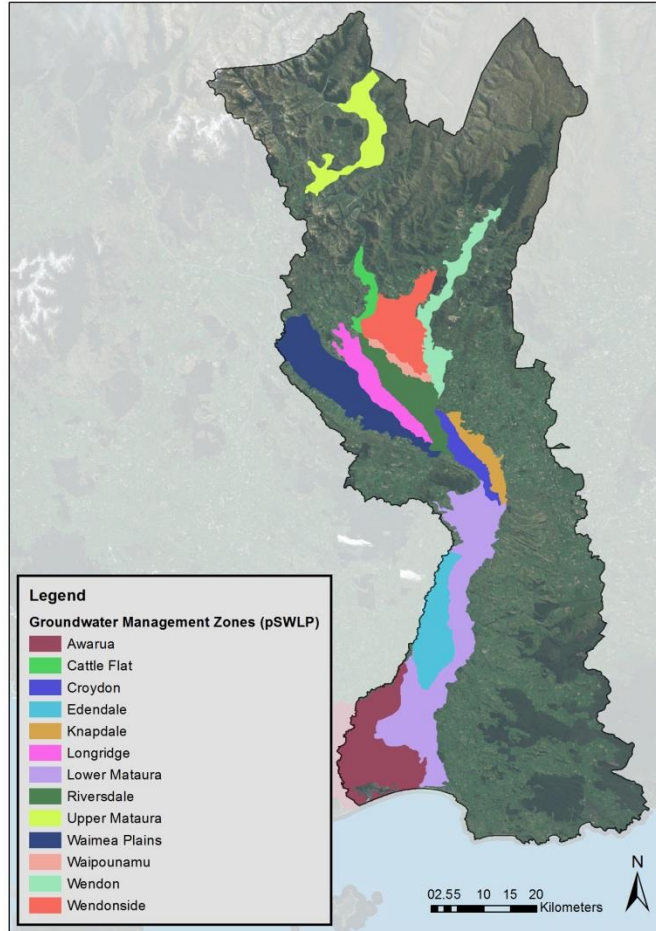 Legend
Groundwater Management Zones (pSWLP)
Awarua
Cattle Flat
Croydon
Edendale
Knapdale
Longridge
Lower Mataura
Riversdale
Upper Mataura
Waimea Plains
Waipounamu
Wendon
Wendonside
N
02.55 10 15 20
Kilometers